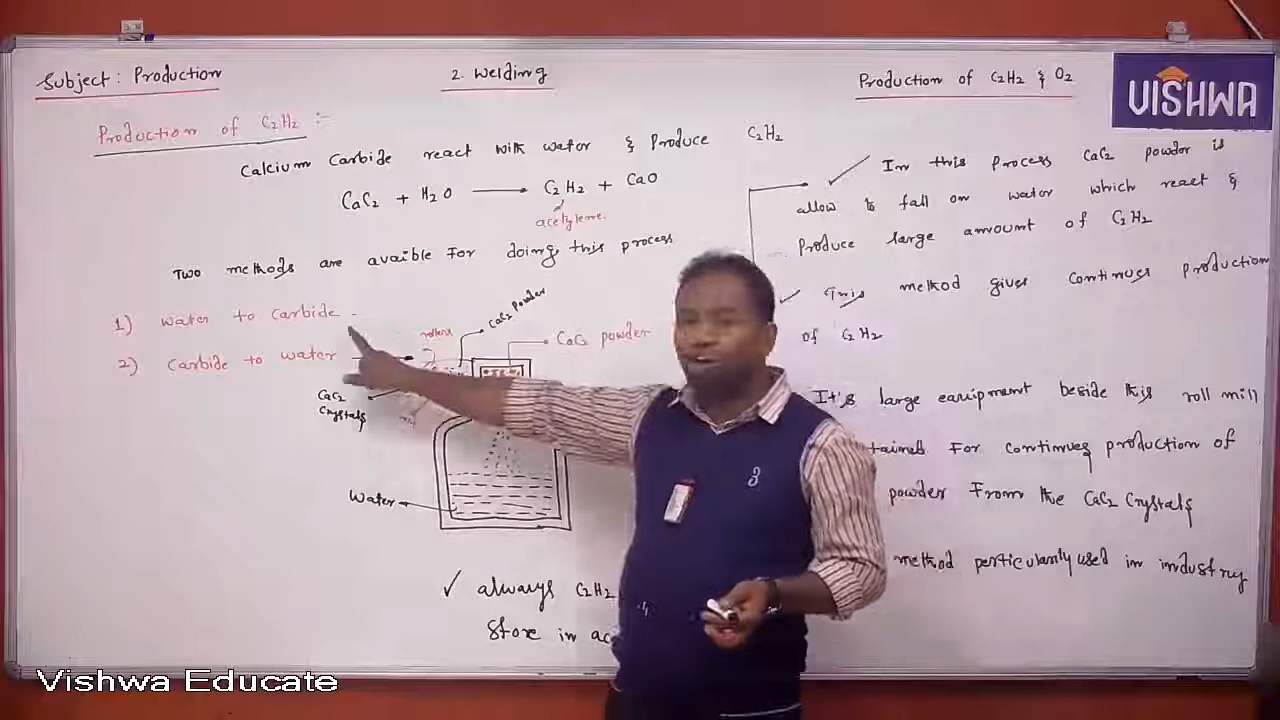 Subject: Production
2. Welding
Production of C2H2 & O2
VISHWA
Production of C2H2 :-
Calcium Carbide react with water & Produce C2H2
CaC2 + H2O → C2H2 + CaO
acetylene.
Two methods are avaible For doing this process
1) Water to Carbide -
2) Carbide to water
rollers
CaC2 Powder
CaC2 powder
CaC2
Crystals
Water
✓ always C2H2
Store in
✓ In this Process CaC2 powder is
allow to fall on water which react &
Produce large amount of C2H2
✓ This method gives Continues Production
of C2H2
It's large equipment beside this roll mill
tained For continues production of
powder From the CaC2 Crystals
method perticularly used in industry
3
Vishwa Educate